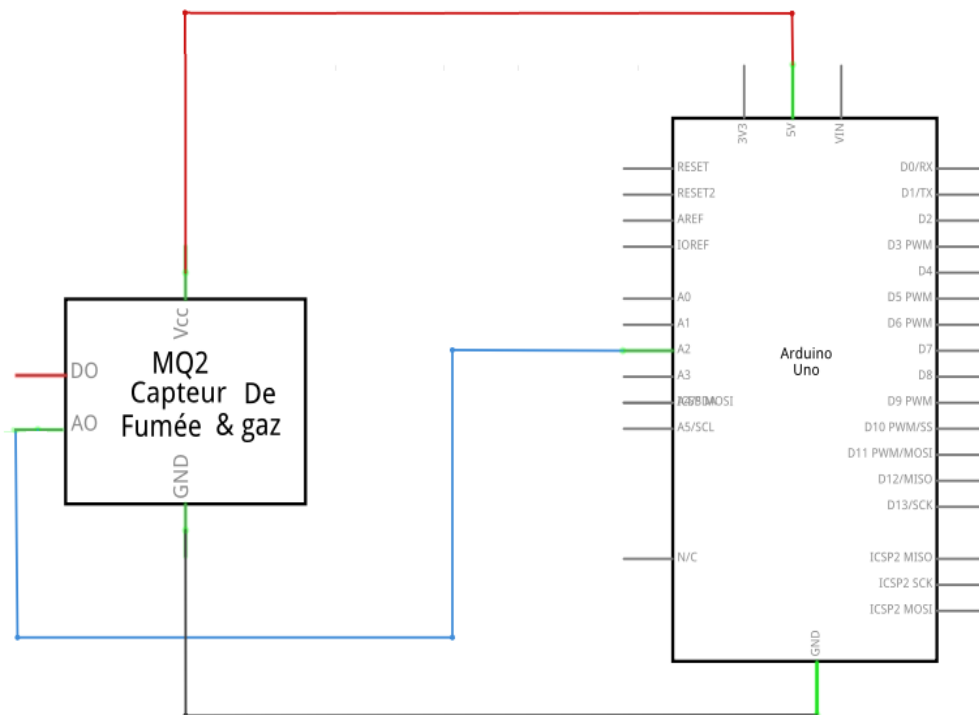 Vcc
DO
MQ2
Capteur De
AO
Fumée & gaz
GND
3V3
5V
VIN
RESET
RESET2
AREF
IOREF
A0
A1
A2
A3
A5/SCL
N/C
Arduino
Uno
D0/RX
D1/TX
D2
D3 PWM
D4
D5 PWM
D6 PWM
D7
D8
D9 PWM
D10 PWM/SS
D11 PWM/MOSI
D12/MISO
D13/SCK
ICSP2 MISO
ICSP2 SCK
ICSP2 MOSI
GND